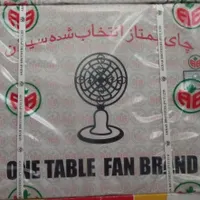 چای ممتاز انتخاب شده سیلان
ONE TABLE FAN BRAND